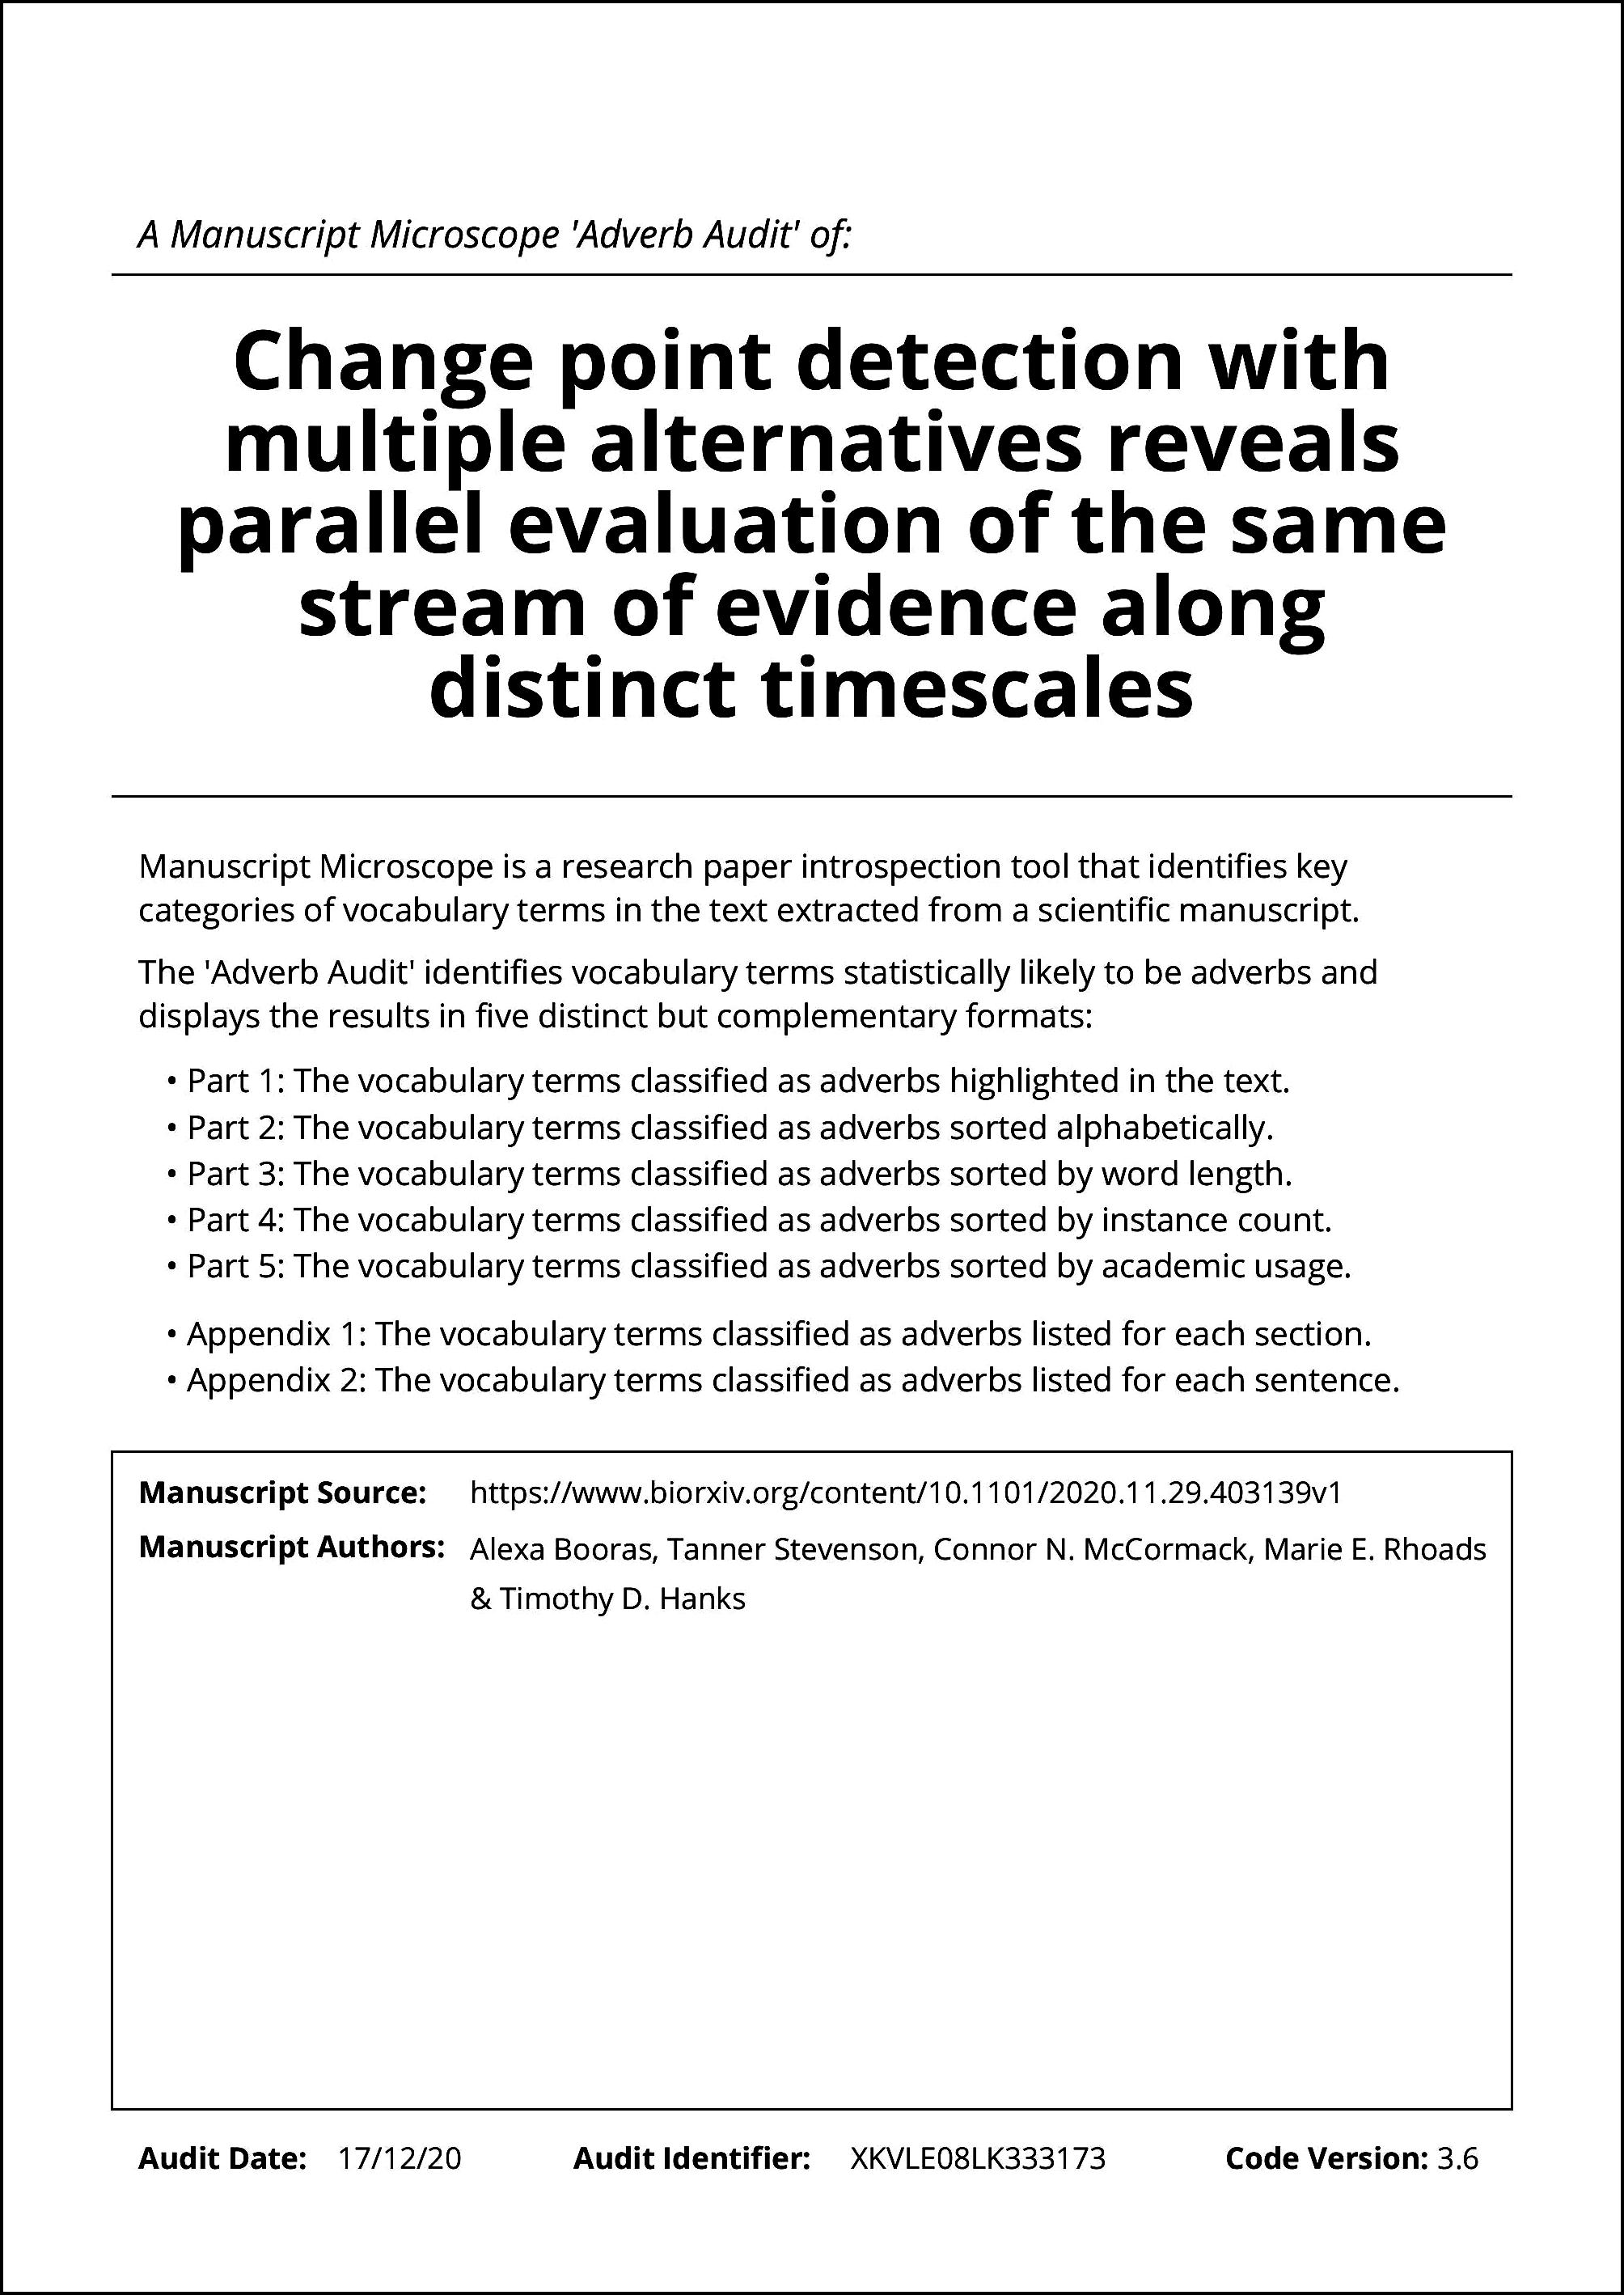 A Manuscript Microscope 'Adverb Audit' of:
Change point detection with
multiple alternatives reveals
parallel evaluation of the same
stream of evidence along
distinct timescales
Manuscript Microscope is a research paper introspection tool that identifies key
categories of vocabulary terms in the text extracted from a scientific manuscript.
The 'Adverb Audit' identifies vocabulary terms statistically likely to be adverbs and
displays the results in five distinct but complementary formats:
• Part 1: The vocabulary terms classified as adverbs highlighted in the text.
• Part 2: The vocabulary terms classified as adverbs sorted alphabetically.
• Part 3: The vocabulary terms classified as adverbs sorted by word length.
• Part 4: The vocabulary terms classified as adverbs sorted by instance count.
• Part 5: The vocabulary terms classified as adverbs sorted by academic usage.
• Appendix 1: The vocabulary terms classified as adverbs listed for each section.
• Appendix 2: The vocabulary terms classified as adverbs listed for each sentence.
Manuscript Source: https://www.biorxiv.org/content/10.1101/2020.11.29.403139v1
Manuscript Authors: Alexa Booras, Tanner Stevenson, Connor N. McCormack, Marie E. Rhoads
& Timothy D. Hanks
Audit Date: 17/12/20 Audit Identifier: XKVLE08LK333173 Code Version: 3.6